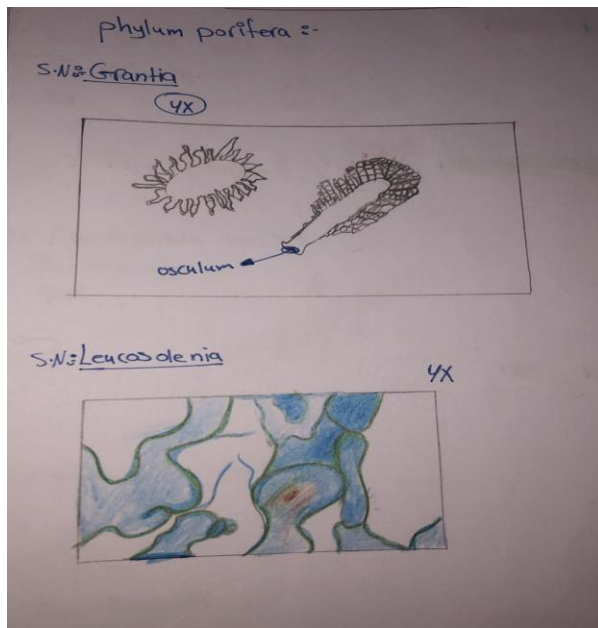 phylum porifera :-
S.N: Grantia
4X
osculum
S.N: Leucosolenia
4X